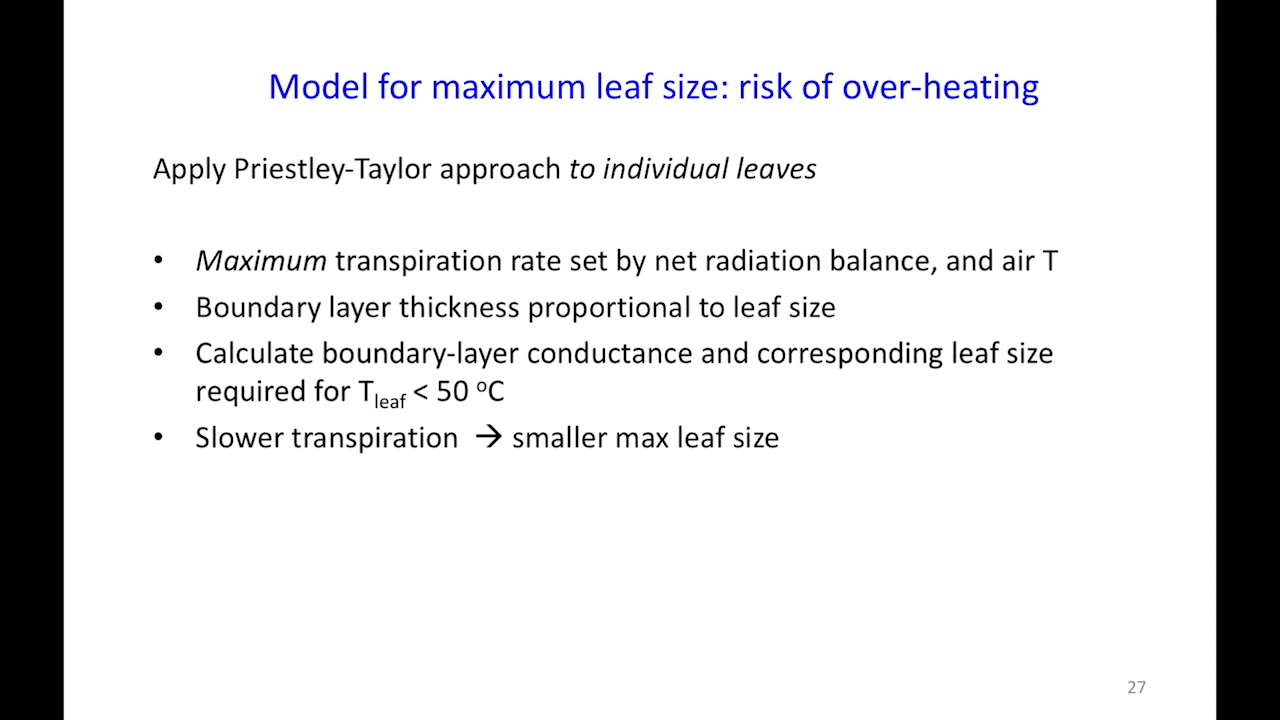 Model for maximum leaf size: risk of over-heating
Apply Priestley-Taylor approach to individual leaves
• Maximum transpiration rate set by net radiation balance, and air T
• Boundary layer thickness proportional to leaf size
• Calculate boundary-layer conductance and corresponding leaf size
required for Tleaf < 50 oC
• Slower transpiration → smaller max leaf size
27